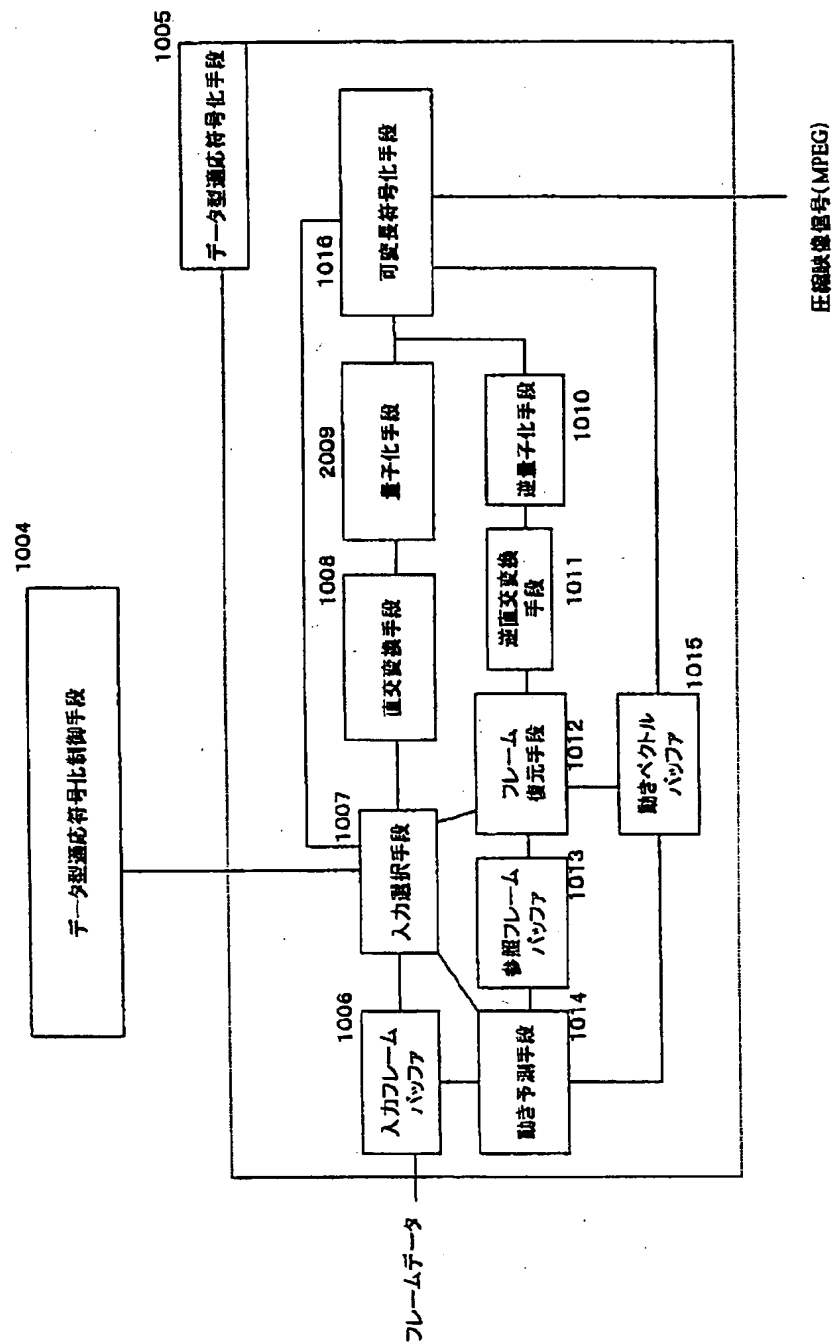 1004
データ型適応符号化制御手段
1005
データ型適応符号化手段
フレームデータ
1006
入力フレーム
バッファ
1007
入力選択手段
1008
直交変換手段
2009
量子化手段
1016
可変長符号化手段
動き予測手段
1014
参照フレーム
バッファ
1013
フレーム
復元手段
1012
逆直交変換
手段
1011
逆量子化手段
1010
動きベクトル
バッファ
1015
圧縮映像信号(MPEG)